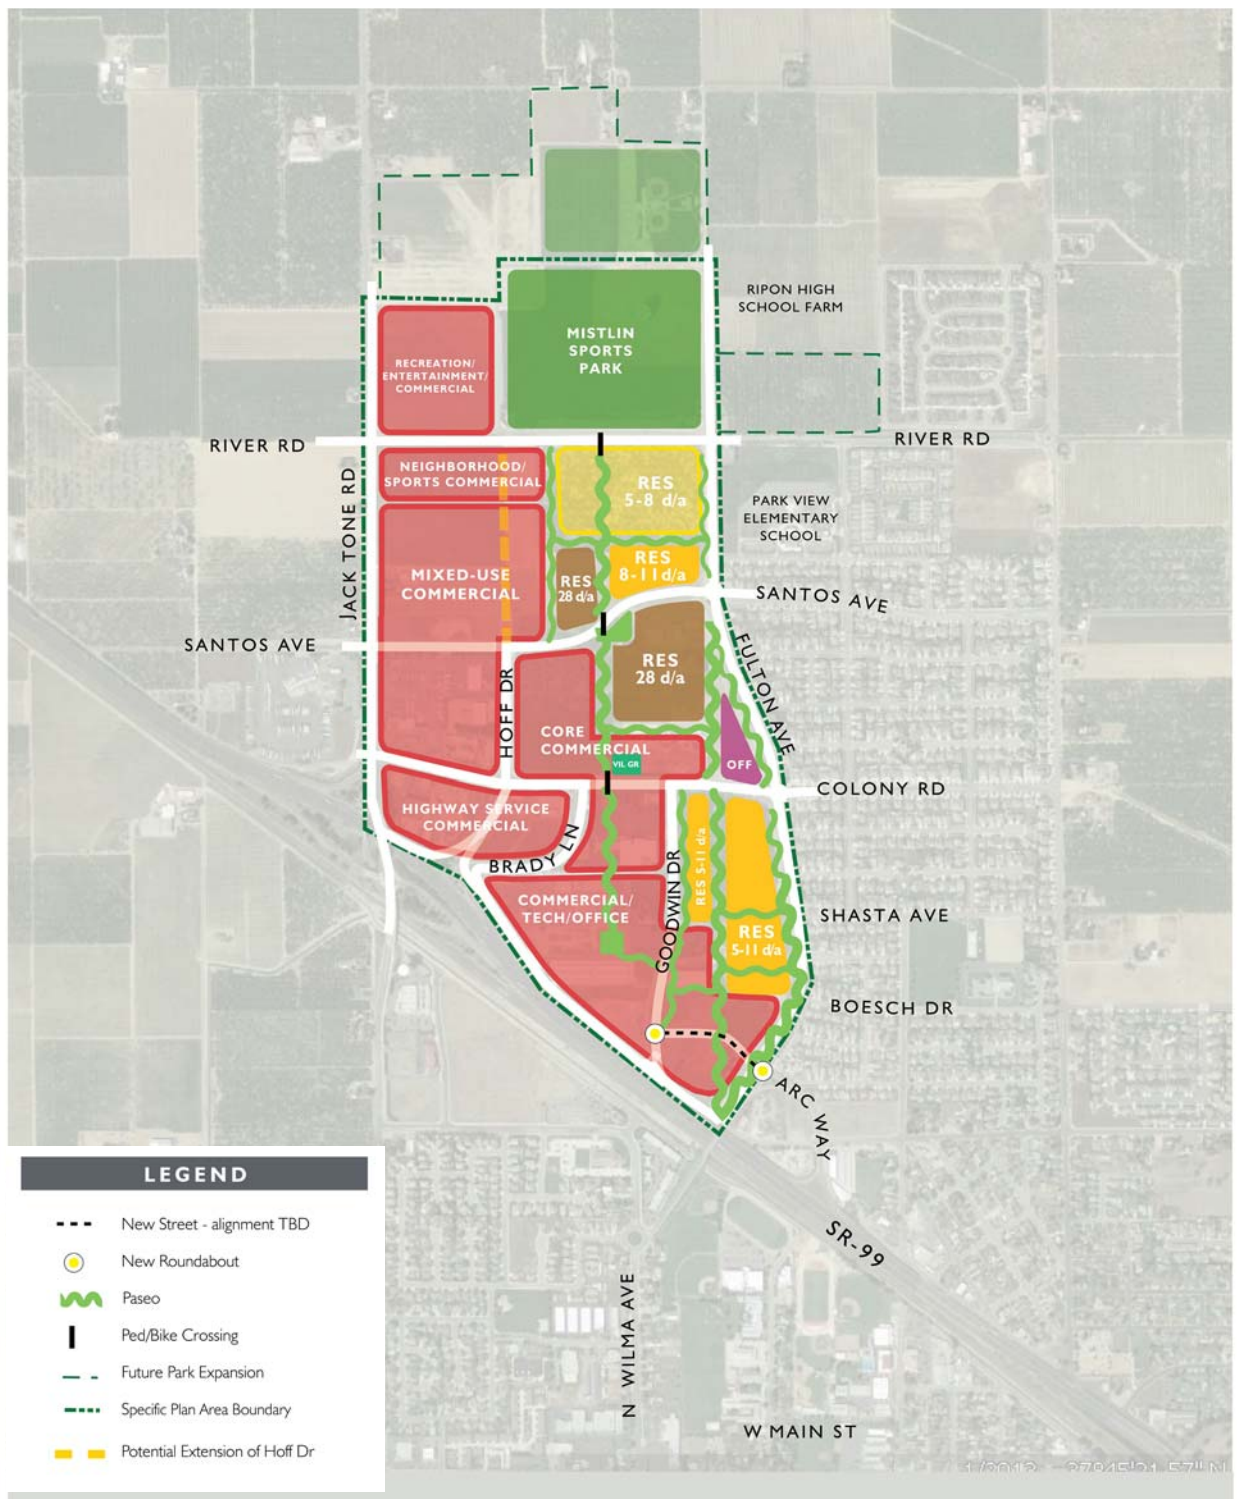 RIPON HIGH
SCHOOL FARM
MISTLIN
SPORTS
PARK
RECREATION/
ENTERTAINMENT/
COMMERCIAL
RIVER RD
RIVER RD
NEIGHBORHOOD/
SPORTS COMMERCIAL
RES
5-8 d/a
JACK TONE RD
PARK VIEW
ELEMENTARY
SCHOOL
MIXED-USE
COMMERCIAL
RES
28 d/a
RES
8-11 d/a
SANTOS AVE
SANTOS AVE
RES
28 d/a
FULTON AVE
HOFF DR
CORE
COMMERCIAL
VIL GR
OFF
COLONY RD
HIGHWAY SERVICE
COMMERCIAL
BRADY LN
GOODWIN DR
RES 5-11 d/a
COMMERCIAL/
TECH/OFFICE
SHASTA AVE
RES
5-11 d/a
BOESCH DR
ARC WAY
SR-99
N WILMA AVE
W MAIN ST
LEGEND
New Street - alignment TBD
New Roundabout
Paseo
Ped/Bike Crossing
Future Park Expansion
Specific Plan Area Boundary
Potential Extension of Hoff Dr